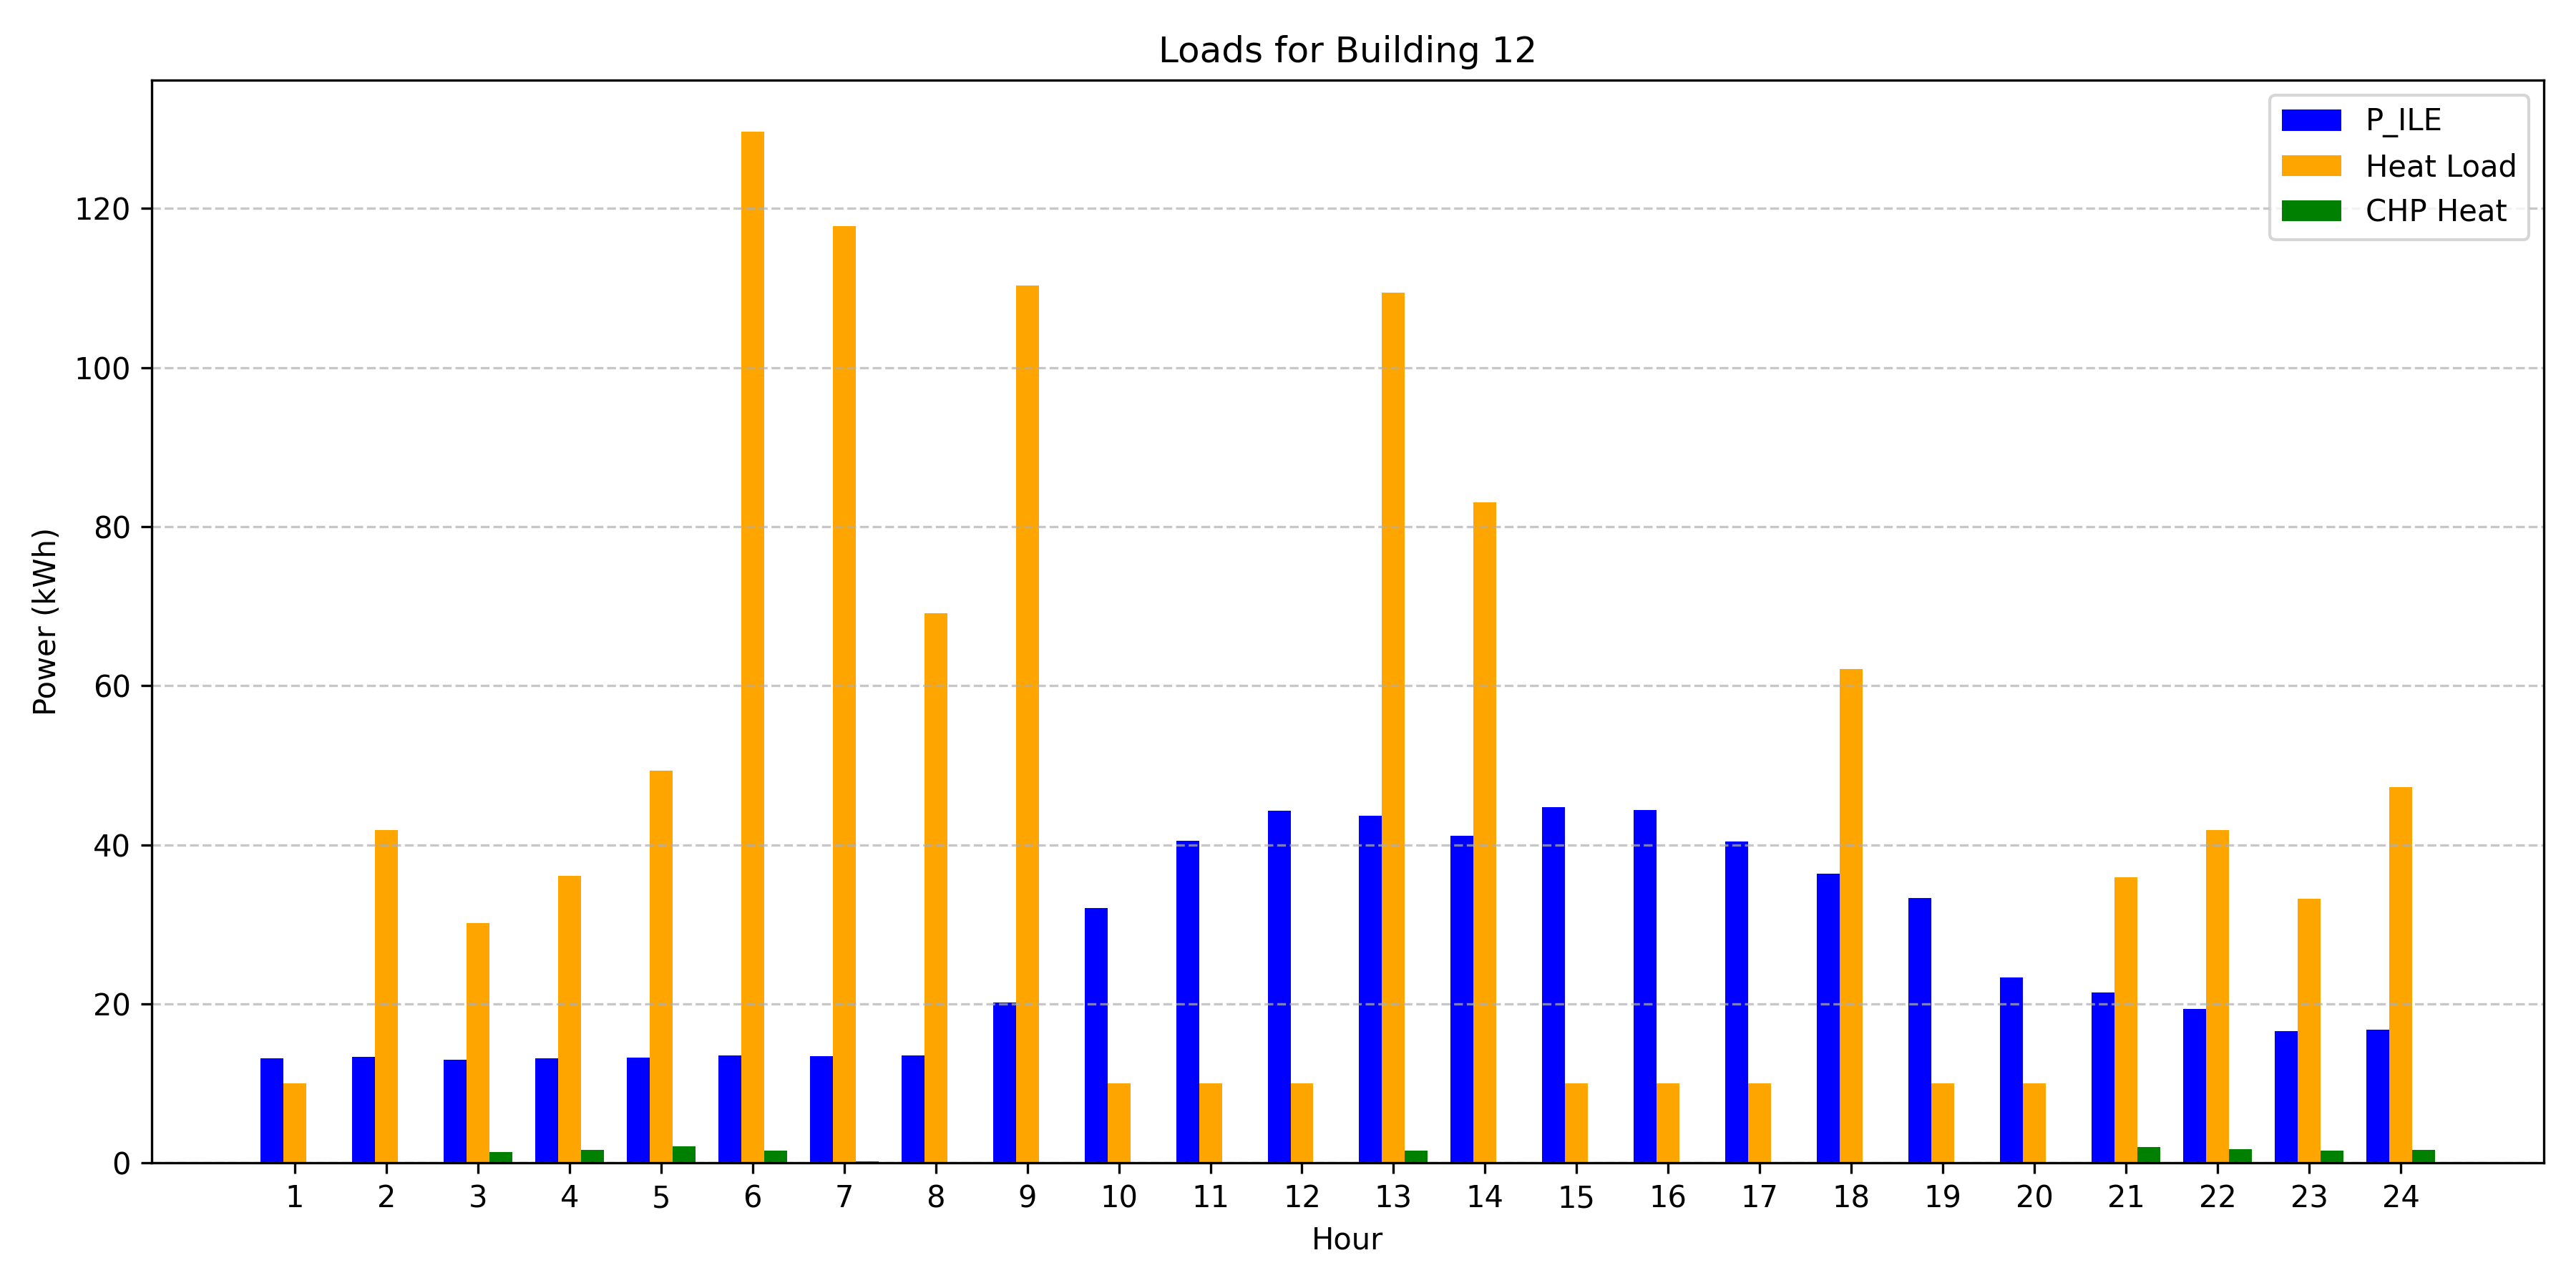 Loads for Building 12
P_ILE
Heat Load
CHP Heat
Power (kWh)
120
100
80
60
40
20
0
1 2 3 4 5 6 7 8 9 10 11 12 13 14 15 16 17 18 19 20 21 22 23 24
Hour